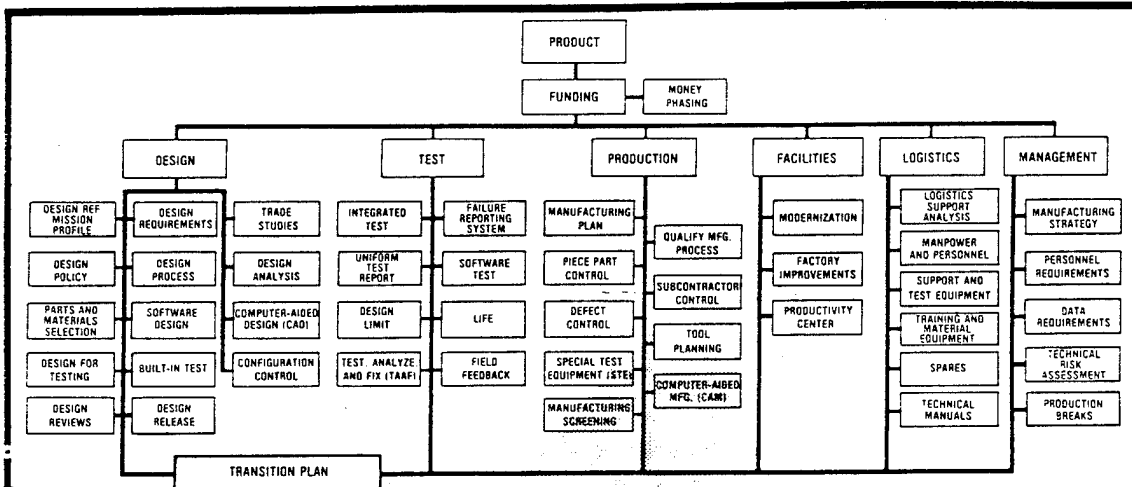 PRODUCT
FUNDING
MONEY
PHASING
DESIGN
TEST
PRODUCTION
FACILITIES
LOGISTICS
MANAGEMENT
DESIGN REF
MISSION
PROFILE
DESIGN
REQUIREMENTS
TRADE
STUDIES
DESIGN
POLICY
DESIGN
PROCESS
DESIGN
ANALYSIS
PARTS AND
MATERIALS
SELECTION
SOFTWARE
DESIGN
COMPUTER-AIDED
DESIGN (CAD)
DESIGN FOR
TESTING
BUILT-IN TEST
CONFIGURATION
CONTROL
DESIGN
REVIEWS
DESIGN
RELEASE
INTEGRATED
TEST
FAILURE
REPORTING
SYSTEM
UNIFORM
TEST
REPORT
SOFTWARE
TEST
DESIGN
LIMIT
LIFE
TEST, ANALYZE
AND FIX (TAAF)
FIELD
FEEDBACK
MANUFACTURING
PLAN
QUALIFY MFG.
PROCESS
PIECE PART
CONTROL
SUBCONTRACTOR
CONTROL
DEFECT
CONTROL
TOOL
PLANNING
SPECIAL TEST
EQUIPMENT (STE)
COMPUTER-AIDED
MFG. (CAM)
MANUFACTURING
SCREENING
MODERNIZATION
FACTORY
IMPROVEMENTS
PRODUCTIVITY
CENTER
LOGISTICS
SUPPORT
ANALYSIS
MANPOWER
AND PERSONNEL
SUPPORT AND
TEST EQUIPMENT
TRAINING AND
MATERIAL
EQUIPMENT
SPARES
TECHNICAL
MANUALS
MANUFACTURING
STRATEGY
PERSONNEL
REQUIREMENTS
DATA
REQUIREMENTS
TECHNICAL
RISK
ASSESSMENT
PRODUCTION
BREAKS
TRANSITION PLAN